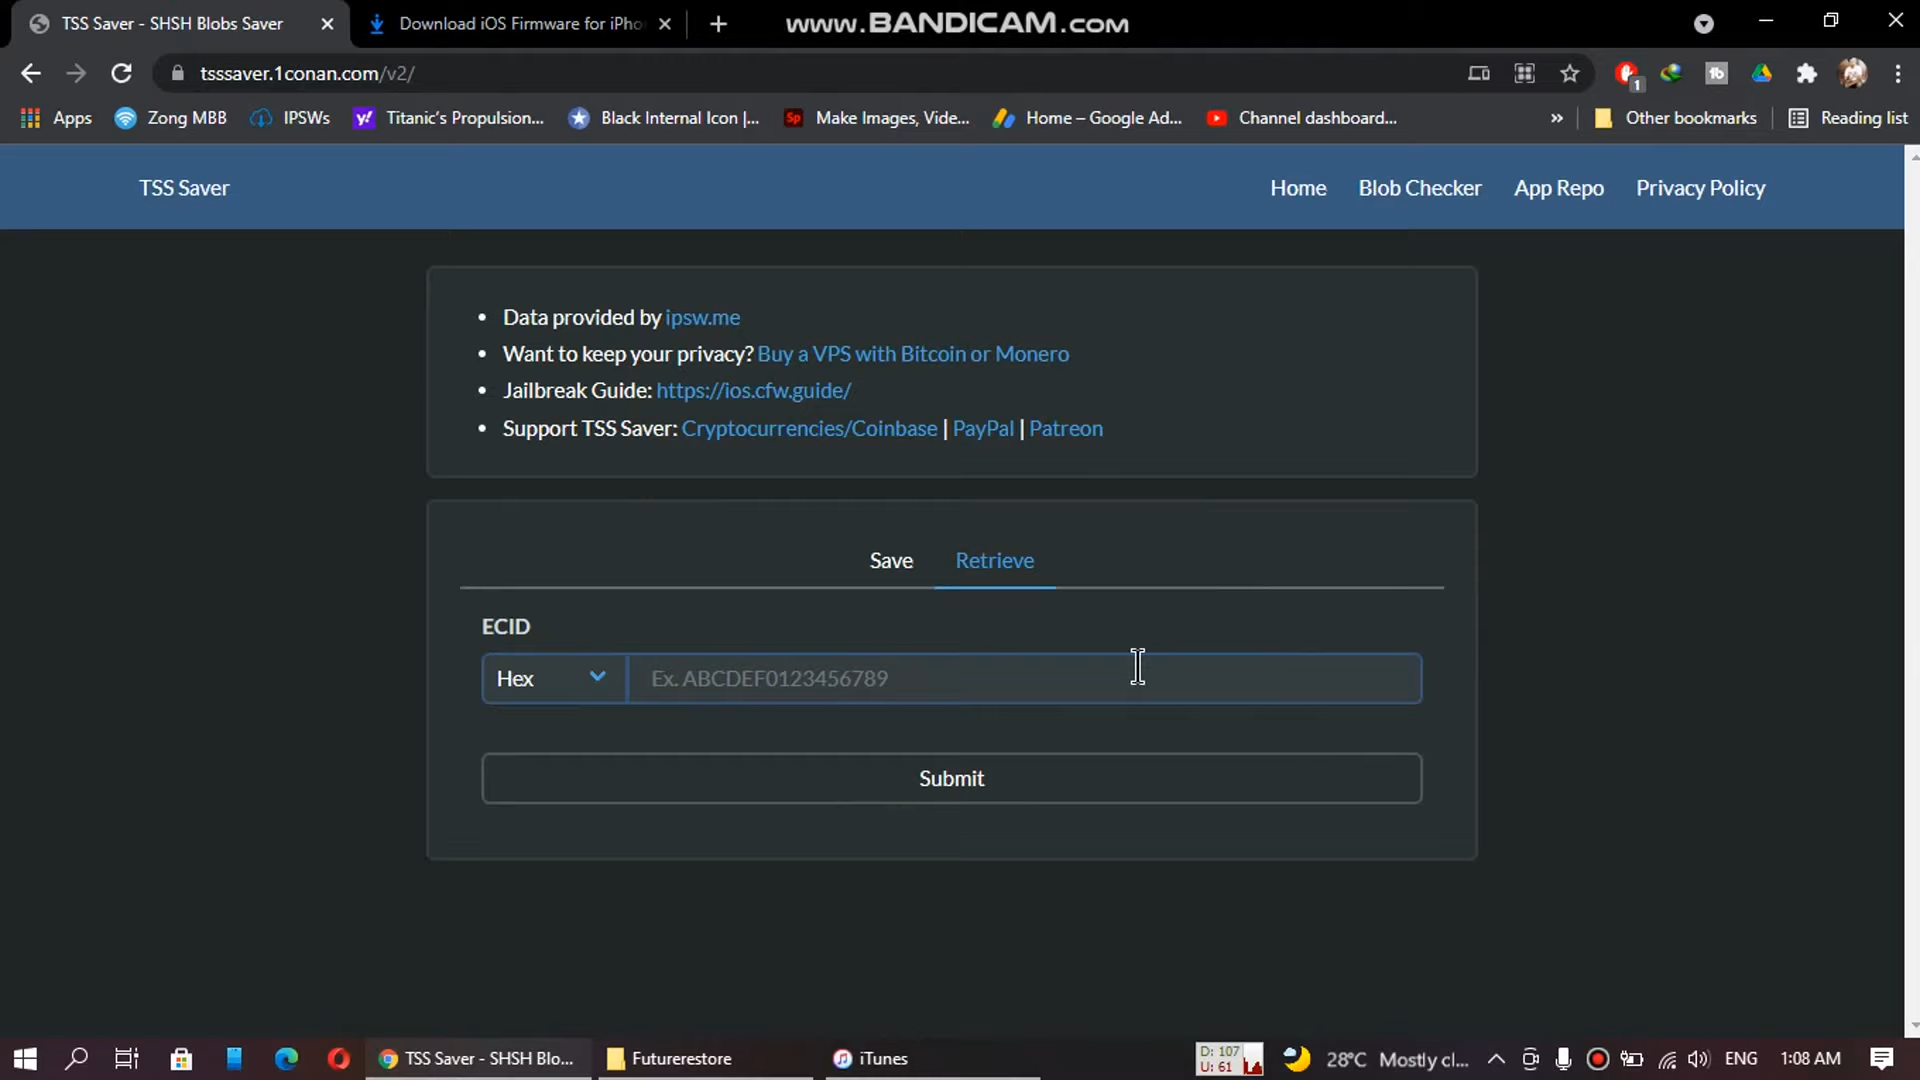 TSS Saver - SHSH Blobs Saver
Download iOS Firmware for iPho
www.BANDICAM.com
tsssaver.1conan.com/v2/
1
Apps
Zong MBB
IPSWs
Titanic's Propulsion...
Black Internal Icon |...
Sp
Make Images, Vide...
Home – Google Ad...
Channel dashboard...
»
Other bookmarks
Reading list
TSS Saver
Home
Blob Checker
App Repo
Privacy Policy
• Data provided by ipsw.me
• Want to keep your privacy? Buy a VPS with Bitcoin or Monero
• Jailbreak Guide: https://ios.cfw.guide/
• Support TSS Saver: Cryptocurrencies/Coinbase | PayPal | Patreon
Save
Retrieve
ECID
Hex
Ex. ABCDEF0123456789
Submit
TSS Saver - SHSH Blo...
Futurerestore
iTunes
D: 107
U: 61
28°C Mostly cl...
ENG
1:08 AM